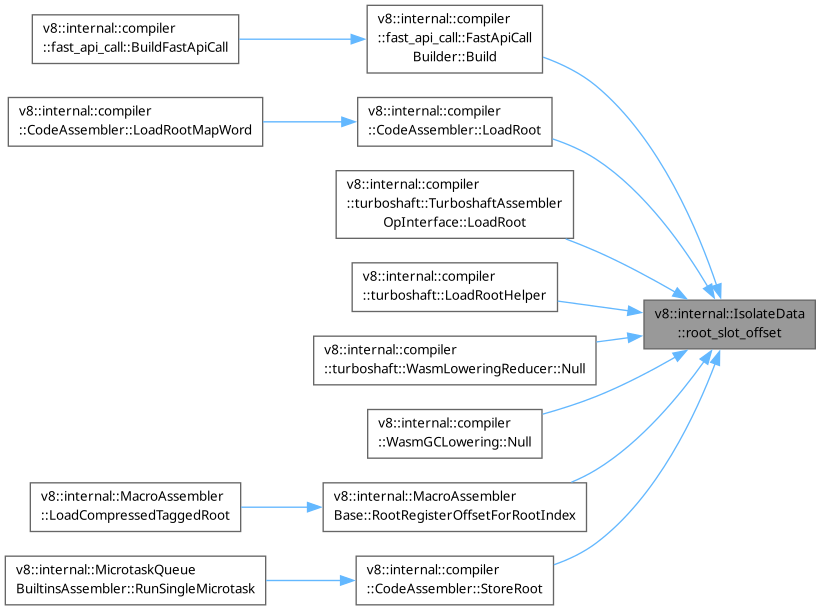 v8::internal::compiler
::fast_api_call::BuildFastApiCall
v8::internal::compiler
::fast_api_call::FastApiCall
Builder::Build
v8::internal::compiler
::CodeAssembler::LoadRootMapWord
v8::internal::compiler
::CodeAssembler::LoadRoot
v8::internal::compiler
::turboshaft::TurboshaftAssembler
OpInterface::LoadRoot
v8::internal::compiler
::turboshaft::LoadRootHelper
v8::internal::IsolateData
::root_slot_offset
v8::internal::compiler
::turboshaft::WasmLoweringReducer::Null
v8::internal::compiler
::WasmGCLowering::Null
v8::internal::MacroAssembler
::LoadCompressedTaggedRoot
v8::internal::MacroAssembler
Base::RootRegisterOffsetForRootIndex
v8::internal::MicrotaskQueue
BuiltinsAssembler::RunSingleMicrotask
v8::internal::compiler
::CodeAssembler::StoreRoot